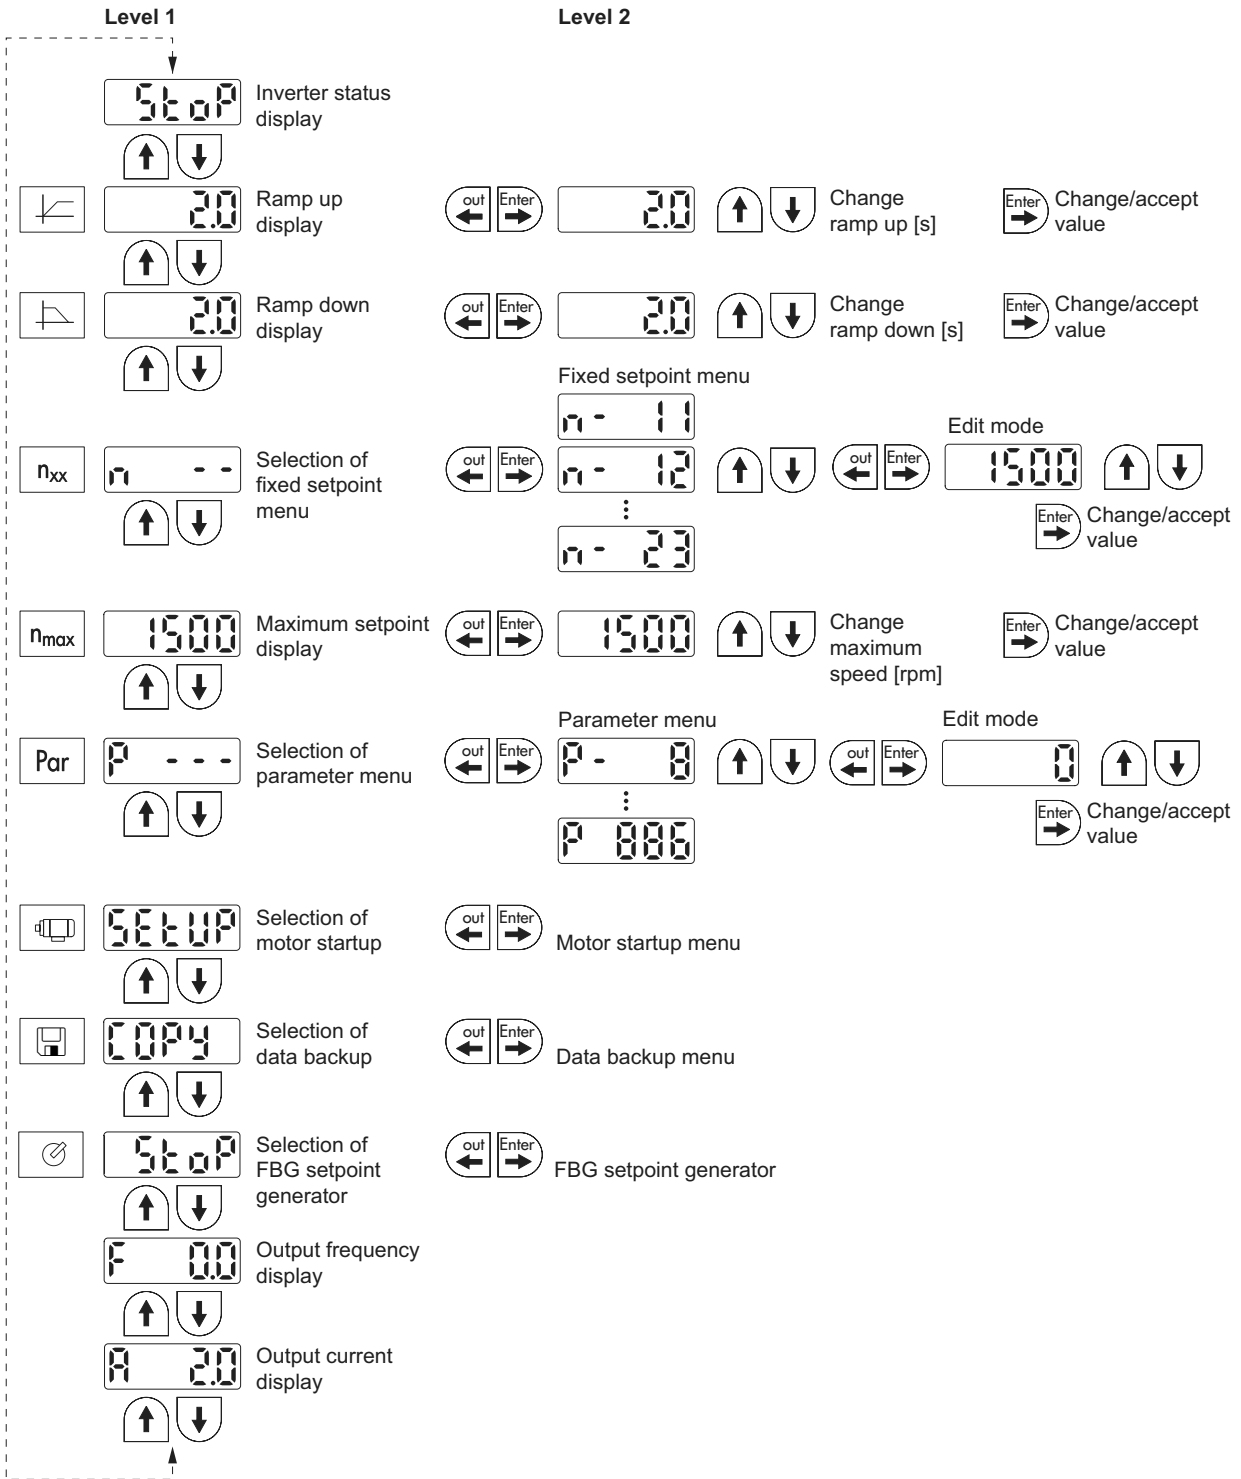 Level 1 Level 2
StoP Inverter status
display
2.0 Ramp up
display out Enter 2.0 Change
ramp up [s] Enter Change/accept
value
2.0 Ramp down
display out Enter 2.0 Change
ramp down [s] Enter Change/accept
value
Fixed setpoint menu
n- 11
Edit mode
nxx n -- Selection of
fixed setpoint
menu out Enter n- 12 out Enter 1500
Enter Change/accept
value
n- 23
nmax 1500 Maximum setpoint
display out Enter 1500 Change
maximum
speed [rpm] Enter Change/accept
value
Parameter menu Edit mode
Par P --- Selection of
parameter menu out Enter P- 8 out Enter 0
Enter Change/accept
value
P 886
SEtUP Selection of
motor startup out Enter Motor startup menu
COPY Selection of
data backup out Enter Data backup menu
StoP Selection of
FBG setpoint
generator out Enter FBG setpoint generator
F 0.0 Output frequency
display
A 2.0 Output current
display